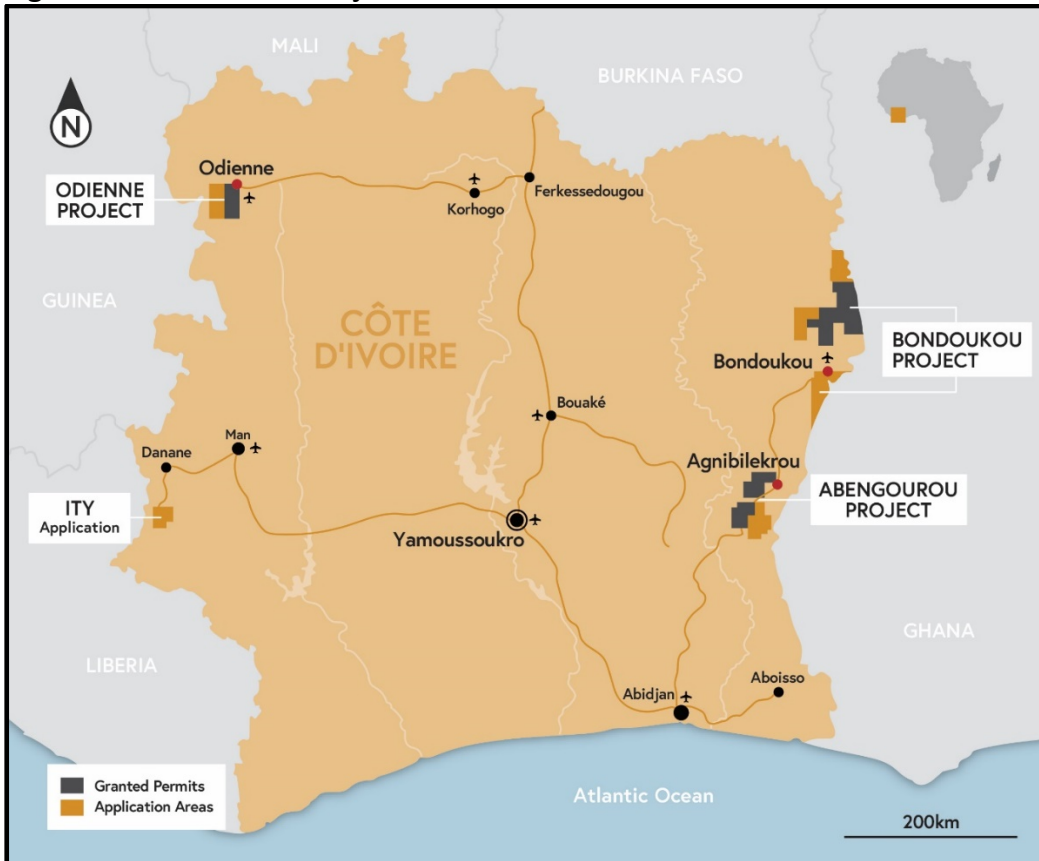 MALI
BURKINA FASO
N
Odienne
ODIENNE
PROJECT
Korhogo
Ferkessedougou
GUINEA
CÔTE
D'IVOIRE
BONDOUKOU
PROJECT
Bondoukou
Bouaké
Man
Danane
Agnibilekrou
ABENGOUROU
PROJECT
ITY
Application
Yamoussoukro
GHANA
LIBERIA
Aboisso
Abidjan
Granted Permits
Application Areas
Atlantic Ocean
200km